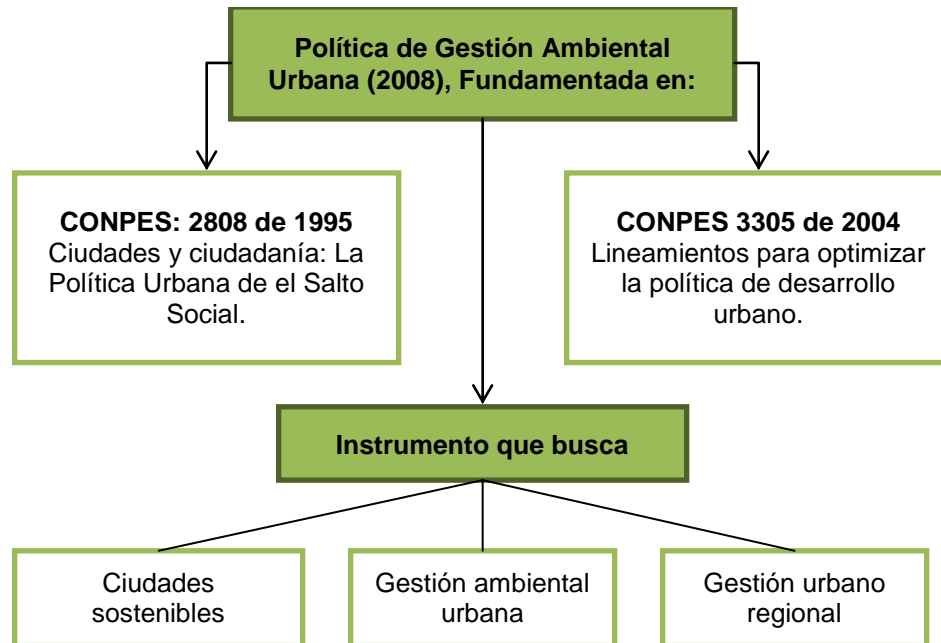 Política de Gestión Ambiental
Urbana (2008), Fundamentada en:
CONPES: 2808 de 1995
Ciudades y ciudadanía: La
Política Urbana de el Salto
Social.
CONPES 3305 de 2004
Lineamientos para optimizar
la política de desarrollo
urbano.
Instrumento que busca
Ciudades
sostenibles
Gestión ambiental
urbana
Gestión urbano
regional